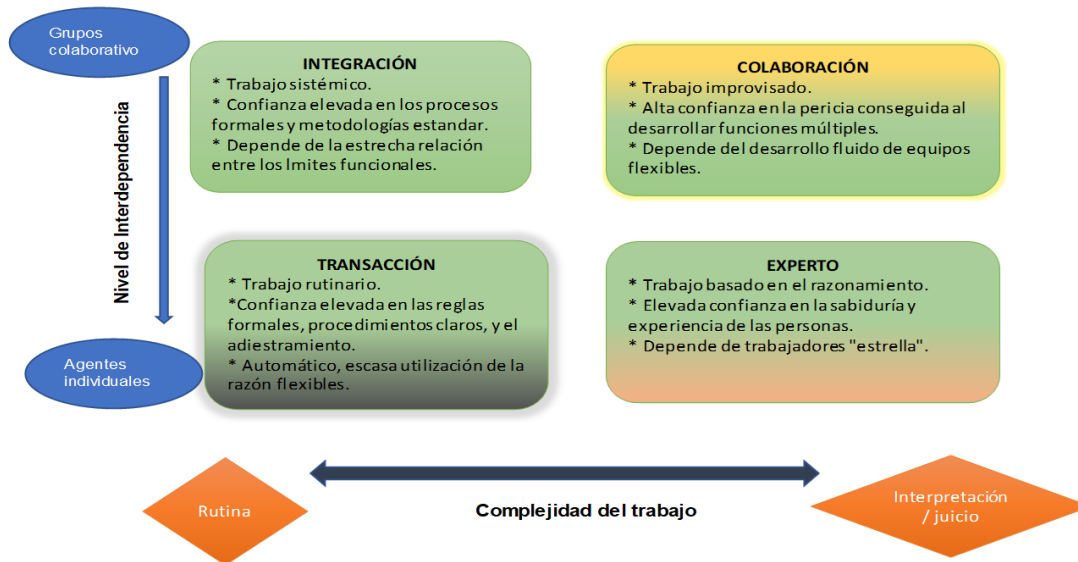 Grupos
colaborativo
INTEGRACIÓN
* Trabajo sistémico.
* Confianza elevada en los procesos
formales y metodologías estandar.
* Depende de la estrecha relación
entre los lmites funcionales.
COLABORACIÓN
* Trabajo improvisado.
* Alta confianza en la pericia conseguida al
desarrollar funciones múltiples.
* Depende del desarrollo fluido de equipos
flexibles.
Nivel de Interdependencia
TRANSACCIÓN
* Trabajo rutinario.
*Confianza elevada en las reglas
formales, procedimientos claros, y el
adiestramiento.
* Automático, escasa utilización de la
razón flexibles.
EXPERTO
* Trabajo basado en el razonamiento.
* Elevada confianza en la sabiduría y
experiencia de las personas.
* Depende de trabajadores "estrella".
Agentes
individuales
Rutina
Complejidad del trabajo
Interpretación
/ juicio